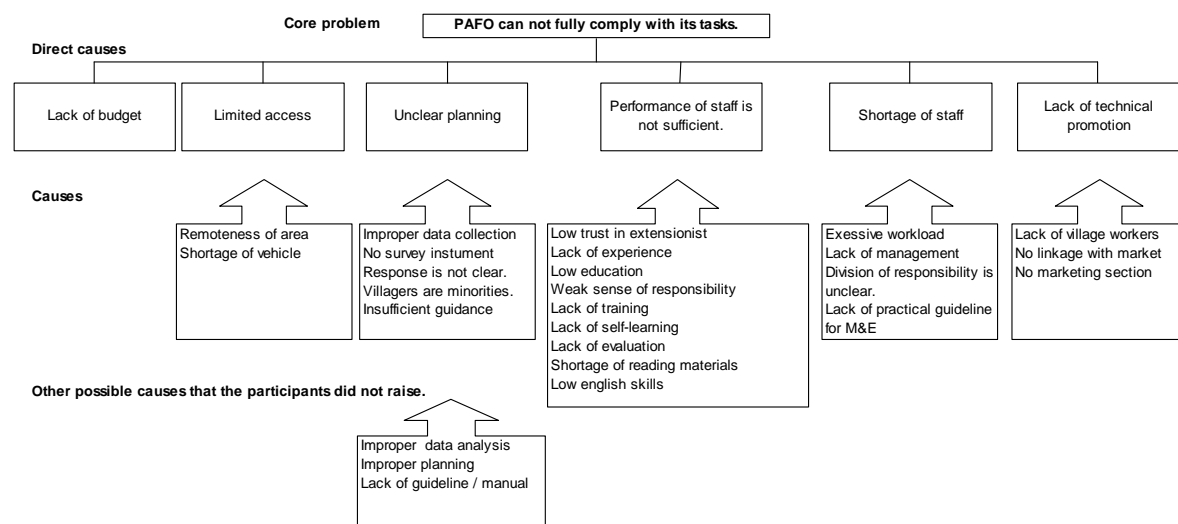 Core problem
PAFO can not fully comply with its tasks.
Direct causes
Lack of budget
Limited access
Unclear planning
Performance of staff is
not sufficient.
Shortage of staff
Lack of technical
promotion
Causes
Remoteness of area
Shortage of vehicle
Improper data collection
No survey instument
Response is not clear.
Villagers are minorities.
Insufficient guidance
Low trust in extensionist
Lack of experience
Low education
Weak sense of responsibility
Lack of training
Lack of self-learning
Lack of evaluation
Shortage of reading materials
Low english skills
Exessive workload
Lack of management
Division of responsibility is
unclear.
Lack of practical guideline
for M&E
Lack of village workers
No linkage with market
No marketing section
Other possible causes that the participants did not raise.
Improper data analysis
Improper planning
Lack of guideline / manual